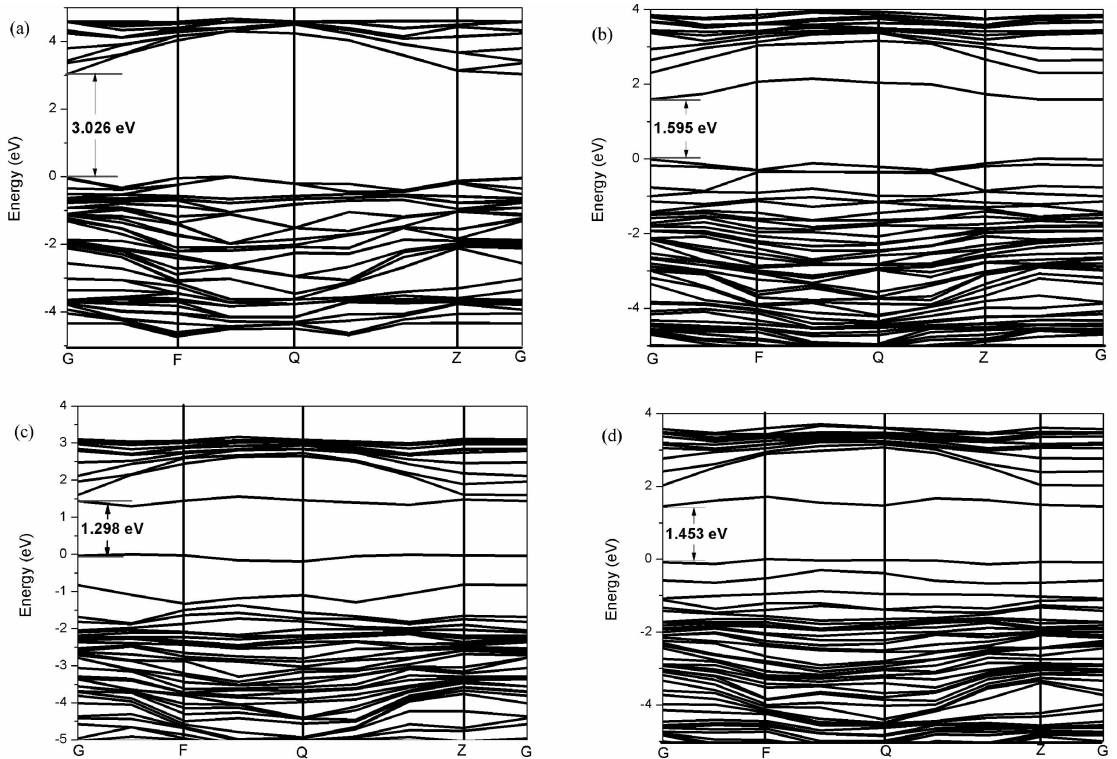 (a)
Energy (eV)
4
2
0
-2
-4
3.026 eV
G F Q Z G
(b)
Energy (eV)
4
2
0
-2
-4
1.595 eV
G F Q Z G
(c)
Energy (eV)
4
3
2
1
0
-1
-2
-3
-4
-5
1.298 eV
G F Q Z G
(d)
Energy (eV)
4
2
0
-2
-4
1.453 eV
G F Q Z G